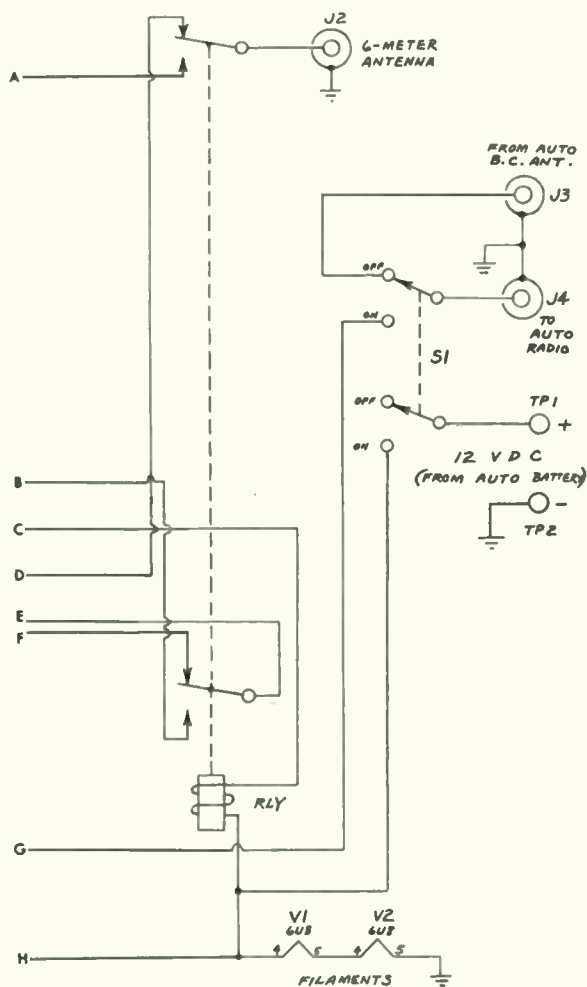 J2
6-METER
ANTENNA
A
FROM AUTO
B.C. ANT.
J3
OFF
J4
TO
AUTO
RADIO
ON
S1
OFF
TP1
+
ON
12 VDC
(FROM AUTO BATTERY)
-
TP2
B
C
D
E
F
RLY
G
V1
6U8
V2
6U8
H
4
5
4
5
FILAMENTS